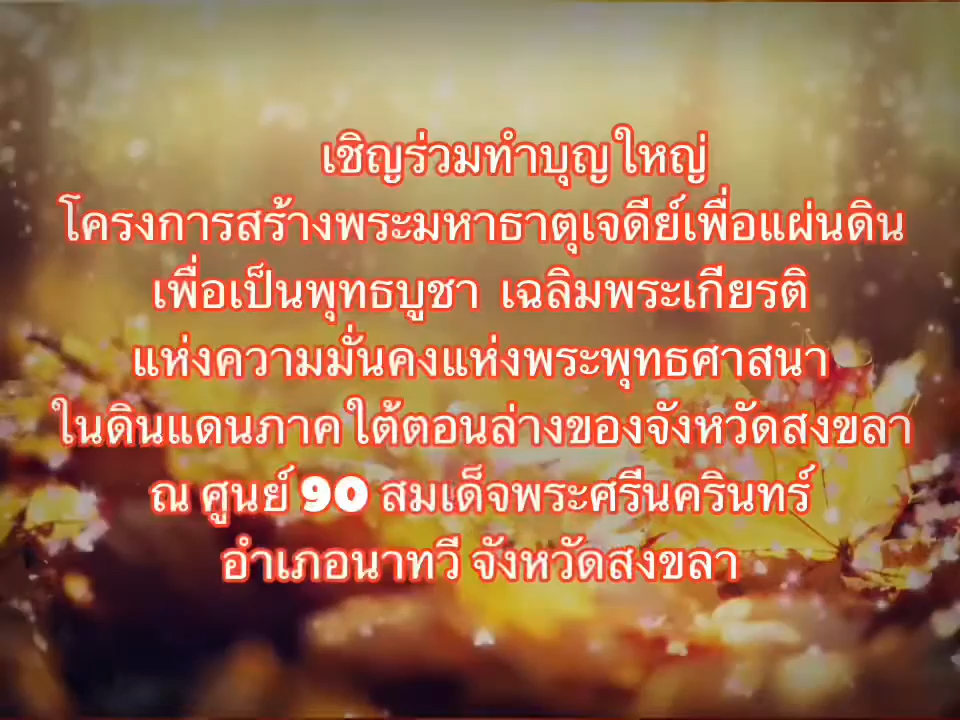 เชิญร่วมทำบุญใหญ่
โครงการสร้างพระมหาธาตุเจดีย์เพื่อแผ่นดิน
เพื่อเป็นพุทธบูชา เฉลิมพระเกียรติ
แห่งความมั่นคงแห่งพระพุทธศาสนา
ในดินแดนภาคใต้ตอนล่างของจังหวัดสงขลา
ณ ศูนย์ 90 สมเด็จพระศรีนครินทร์
อำเภอนาทวี จังหวัดสงขลา